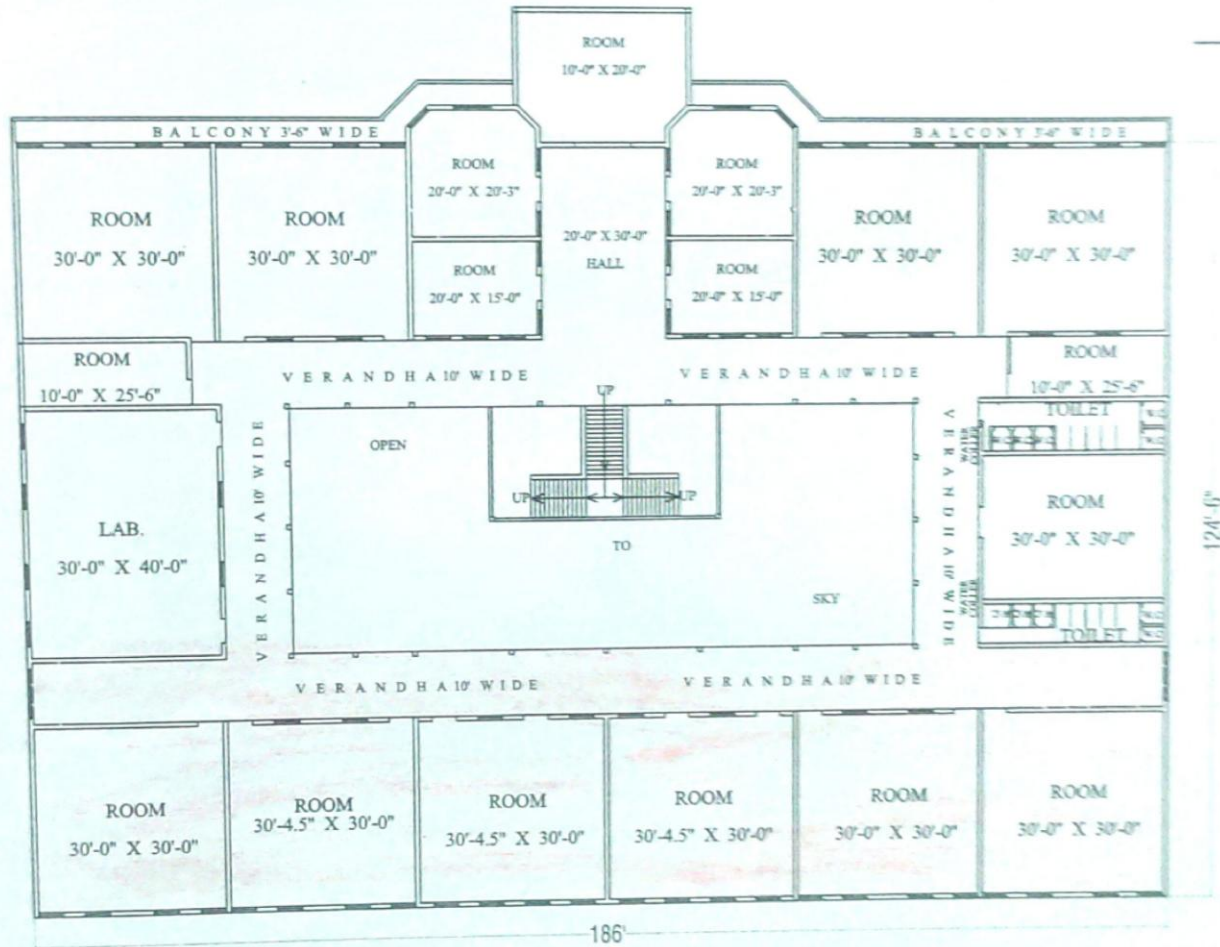 ROOM
10'-0" X 20'-0"
BALCONY 3'-6" WIDE
BALCONY 3'-6" WIDE
ROOM
20'-0" X 20'-3"
ROOM
20'-0" X 20'-3"
ROOM
30'-0" X 30'-0"
ROOM
30'-0" X 30'-0"
20'-0" X 30'-0"
HALL
ROOM
30'-0" X 30'-0"
ROOM
30'-0" X 30'-0"
ROOM
20'-0" X 15'-0"
ROOM
20'-0" X 15'-0"
ROOM
10'-0" X 25'-6"
VERANDHA 10' WIDE
VERANDHA 10' WIDE
ROOM
10'-0" X 25'-6"
UP
TOILET
W.C
W.C
OPEN
VERANDHA 10' WIDE
VERANDHA 10' WIDE
WATER
COLLER
UP
UP
LAB.
30'-0" X 40'-0"
ROOM
30'-0" X 30'-0"
TO
SKY
WATER
COLLER
W.C
W.C
TOILET
124'-6"
VERANDHA 10' WIDE
VERANDHA 10' WIDE
ROOM
30'-0" X 30'-0"
ROOM
30'-4.5" X 30'-0"
ROOM
30'-4.5" X 30'-0"
ROOM
30'-4.5" X 30'-0"
ROOM
30'-0" X 30'-0"
ROOM
30'-0" X 30'-0"
186'